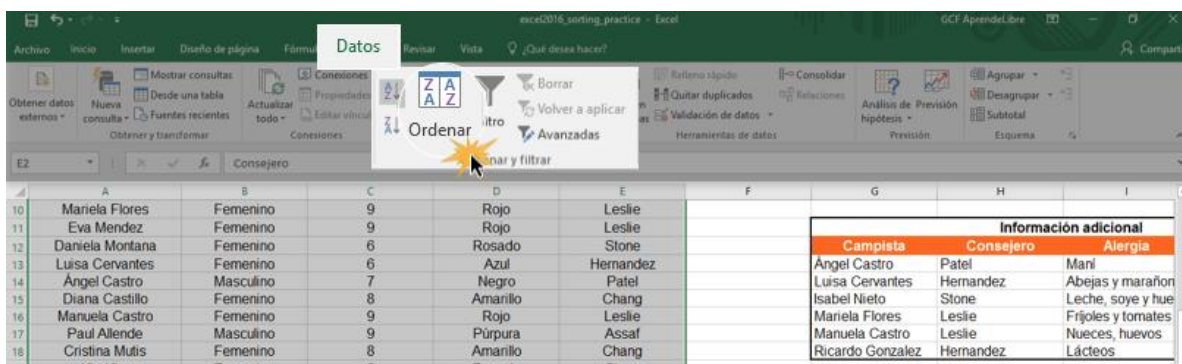 excel2016_sorting_practice - Excel
GCF AprendeLibre
Archivo Inicio Insertar Diseño de página Fórmul Datos Revisar Vista ¿Qué desea hacer? Compart
Obtener datos externos
Nueva consulta
Mostrar consultas
Desde una tabla
Fuentes recientes
Obtener y transformar
Actualizar todo
Conexiones
Propiedades
Editar víncul
Conexiones
Ordenar
itro
Borrar
Volver a aplicar
Avanzadas
nar y filtrar
Relleno rápido
Quitar duplicados
Validación de datos
Consolidar
Relaciones
Herramientas de datos
Análisis de hipótesis
Previsión
Previsión
Agrupar
Desagrupar
Subtotal
Esquema
E2 fx Consejero
A B C D E F G H I
10 Mariela Flores Femenino 9 Rojo Leslie
11 Eva Mendez Femenino 9 Rojo Leslie Información adicional
12 Daniela Montana Femenino 6 Rosado Stone Campista Consejero Alergia
13 Luisa Cervantes Femenino 6 Azul Hernandez Ángel Castro Patel Maní
14 Ángel Castro Masculino 7 Negro Patel Luisa Cervantes Hernandez Abejas y marañon
15 Diana Castillo Femenino 8 Amarillo Chang Isabel Nieto Stone Leche, soye y hue
16 Manuela Castro Femenino 9 Rojo Leslie Mariela Flores Leslie Fríjoles y tomates
17 Paul Allende Masculino 9 Púrpura Assaf Manuela Castro Leslie Nueces, huevos
18 Cristina Mutis Femenino 8 Amarillo Chang Ricardo Gonzalez Hernandez Lácteos